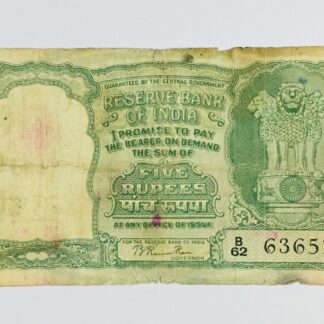 GUARANTEED BY THE CENTRAL GOVERNMENT
RESERVE BANK
OF INDIA
I PROMISE TO PAY
THE BEARER ON DEMAND
THE SUM OF
FIVE
RUPEES
पांच रुपया
AT ANY OFFICE OF ISSUE
FOR THE RESERVE BANK OF INDIA
GOVERNOR
B
62
6365